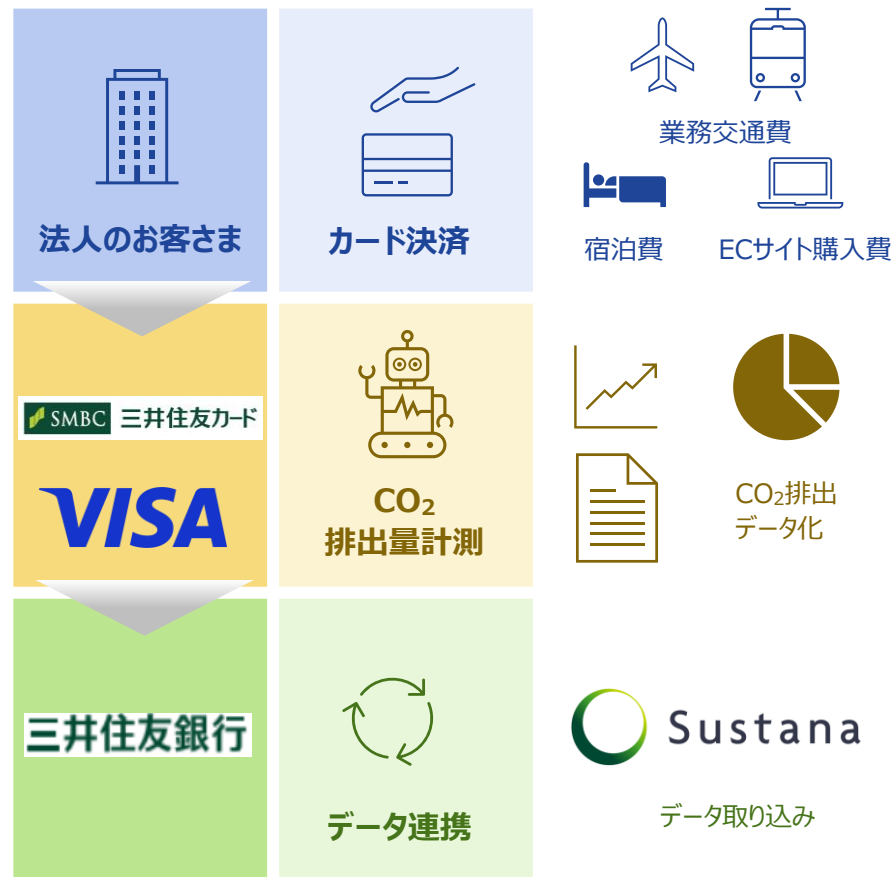 業務交通費
法人のお客さま
カード決済
宿泊費
ECサイト購入費
SMBC 三井住友カード
VISA
CO₂
排出量計測
CO₂排出
データ化
三井住友銀行
データ連携
Sustana
データ取り込み